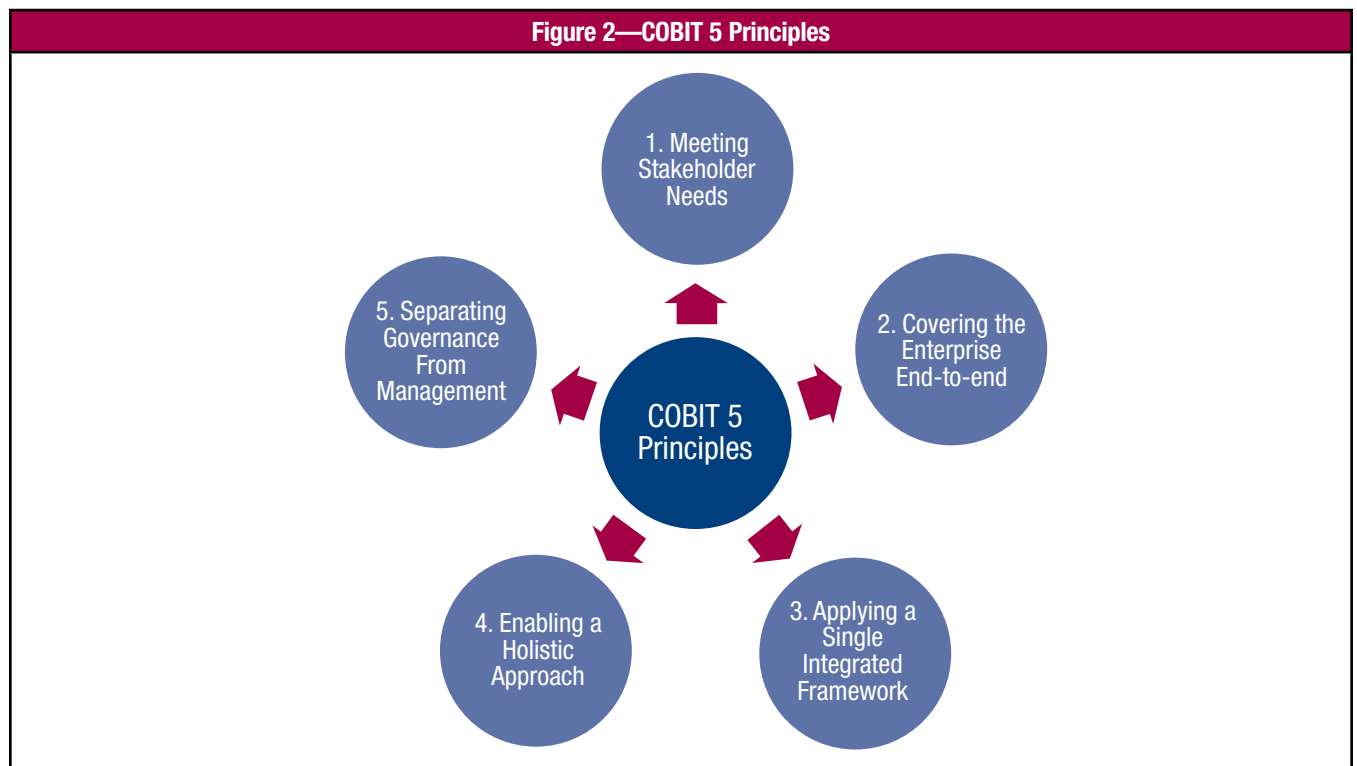 Figure 2—COBIT 5 Principles
1. Meeting
Stakeholder
Needs
2. Covering the
Enterprise
End-to-end
3. Applying a
Single
Integrated
Framework
4. Enabling a
Holistic
Approach
5. Separating
Governance
From
Management
COBIT 5
Principles